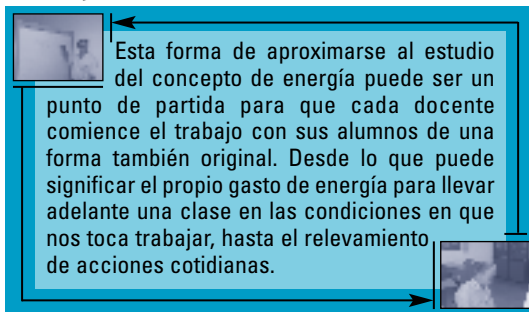 Esta forma de aproximarse al estudio
del concepto de energía puede ser un
punto de partida para que cada docente
comience el trabajo con sus alumnos de una
forma también original. Desde lo que puede
significar el propio gasto de energía para llevar
adelante una clase en las condiciones en que
nos toca trabajar, hasta el relevamiento
de acciones cotidianas.